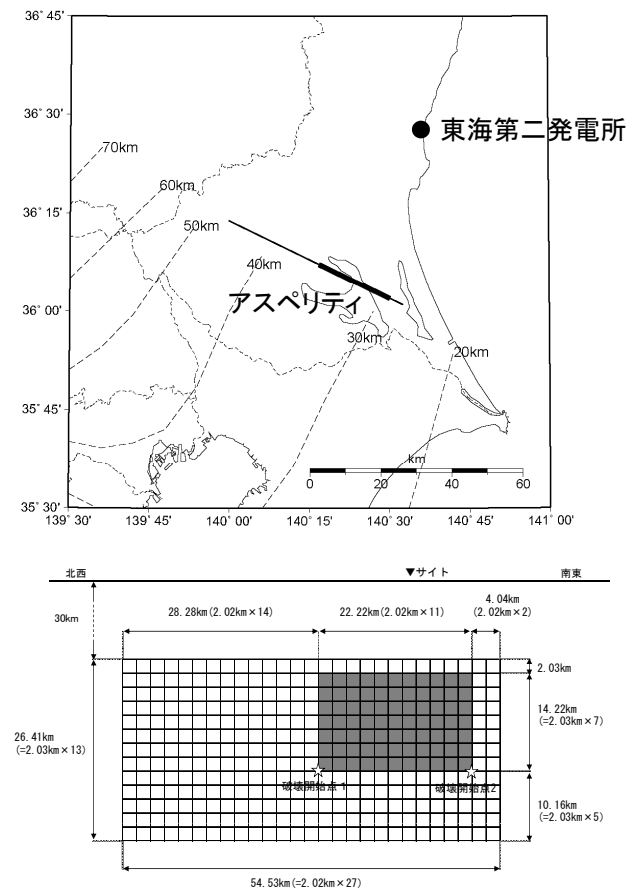 36° 45'
36° 30'
東海第二発電所
70km
60km
36° 15'
50km
40km
アスペリティ
36° 00'
30km
20km
35° 45'
km
0 20 40 60
35° 30'
139° 30' 139° 45' 140° 00' 140° 15' 140° 30' 140° 45' 141° 00'
北西 ▼サイト 南東
30km
28.28km(2.02km×14) 22.22km(2.02km×11) 4.04km
(2.02km×2)
2.03km
14.22km
(=2.03km×7)
26.41km
(=2.03km×13)
破壊開始点1 破壊開始点2
10.16km
(=2.03km×5)
54.53km(=2.02km×27)